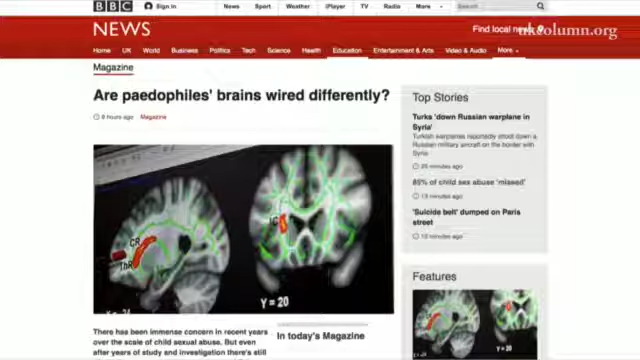 BBC Sign in News Sport Weather iPlayer TV Radio More Search
NEWS
Find local news
ukcolumn.org
Home UK World Business Politics Tech Science Health Education Entertainment & Arts Video & Audio More
Magazine
Are paedophiles' brains wired differently?
8 hours ago Magazine
CR
ThR
IC
Y = 20
There has been immense concern in recent years
over the scale of child sexual abuse. But even
after years of study and investigation there's still
In today's Magazine
Top Stories
Turks 'down Russian warplane in
Syria'
Turkish warplanes reportedly shoot down a
Russian military aircraft on the border with
Syria
25 minutes ago
85% of child sex abuse 'missed'
13 minutes ago
'Suicide belt' dumped on Paris
street
Features
Y = 20